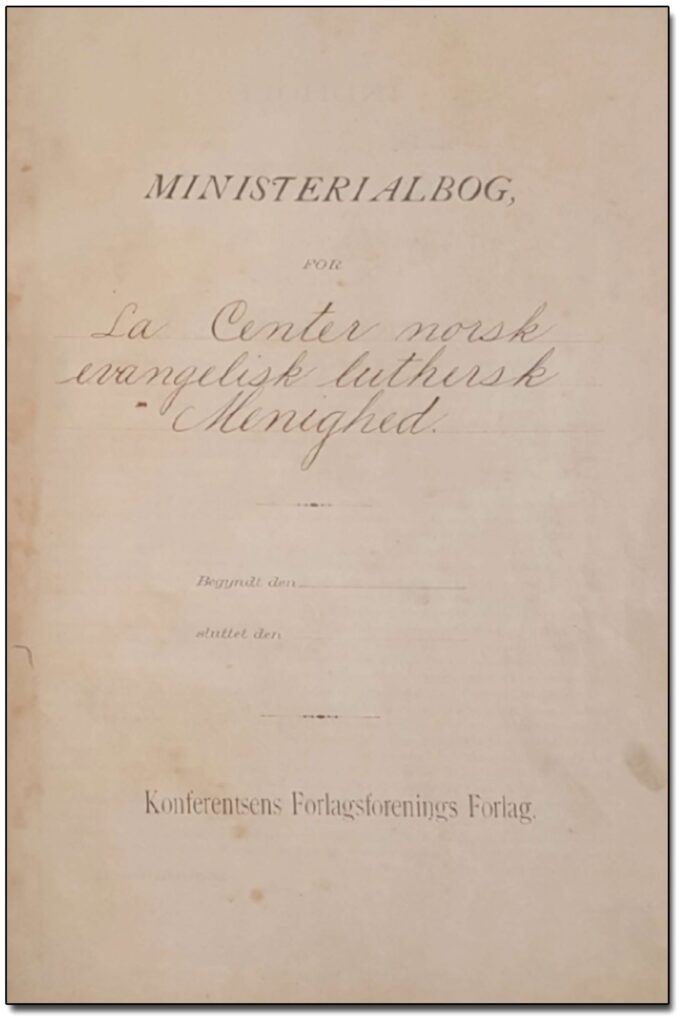 MINISTERIALBOG,
FOR
La Center norsk
evangelisk luthersk
Menighed.
Begyndt den
sluttet den
Konferentsens Forlagsforenings Forlag.